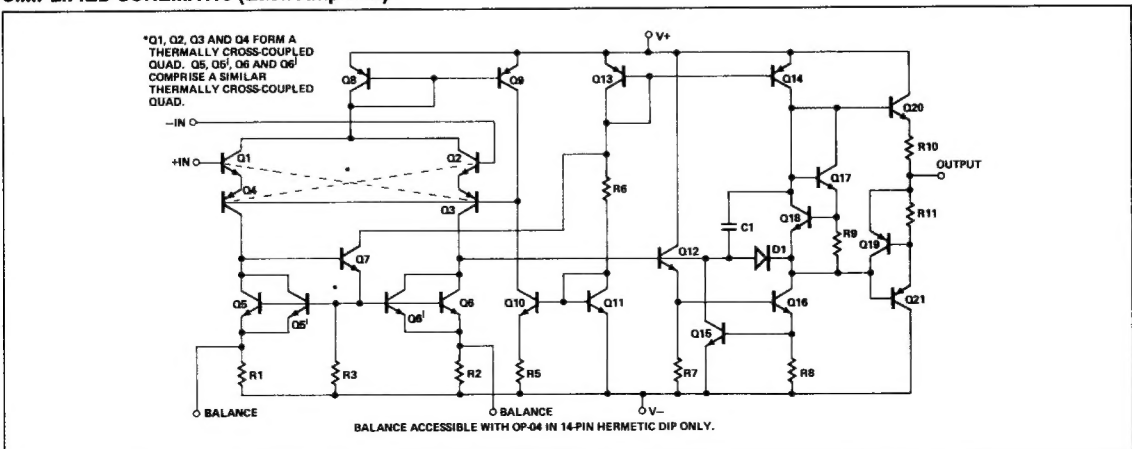 *Q1, Q2, Q3 AND Q4 FORM A
THERMALLY CROSS-COUPLED
QUAD. Q5, Q5', Q6 AND Q6'
COMPRISE A SIMILAR
THERMALLY CROSS-COUPLED
QUAD.
V+
Q8
Q9
Q13
Q14
Q20
–IN
+IN
Q1
Q2
Q4
Q3
R6
Q17
R10
OUTPUT
C1
Q18
R9
R11
Q19
Q7
Q12
D1
Q5
Q5'
Q6'
Q6
Q10
Q11
Q16
Q21
Q15
R1
R3
R2
R5
R7
R8
BALANCE
BALANCE
V–
BALANCE ACCESSIBLE WITH OP-04 IN 14-PIN HERMETIC DIP ONLY.